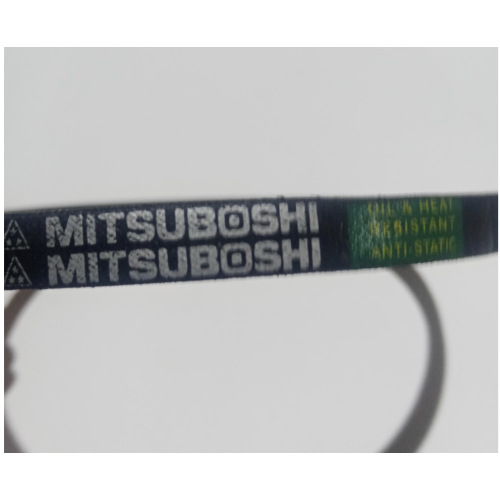 MITSUBOSHI
MITSUBOSHI
OIL & HEAT
RESISTANT
ANTI-STATIC